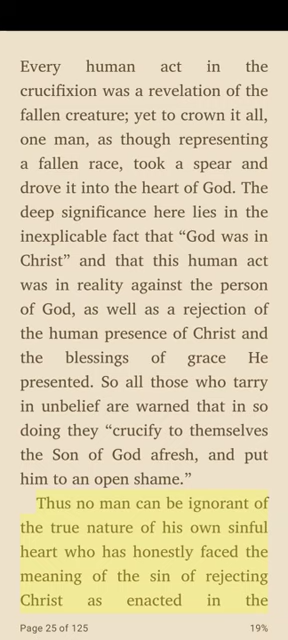 Every human act in the
crucifixion was a revelation of the
fallen creature; yet to crown it all,
one man, as though representing
a fallen race, took a spear and
drove it into the heart of God. The
deep significance here lies in the
inexplicable fact that “God was in
Christ” and that this human act
was in reality against the person
of God, as well as a rejection of
the human presence of Christ and
the blessings of grace He
presented. So all those who tarry
in unbelief are warned that in so
doing they “crucify to themselves
the Son of God afresh, and put
him to an open shame.”
Thus no man can be ignorant of
the true nature of his own sinful
heart who has honestly faced the
meaning of the sin of rejecting
Christ as enacted in the
Page 25 of 125 19%